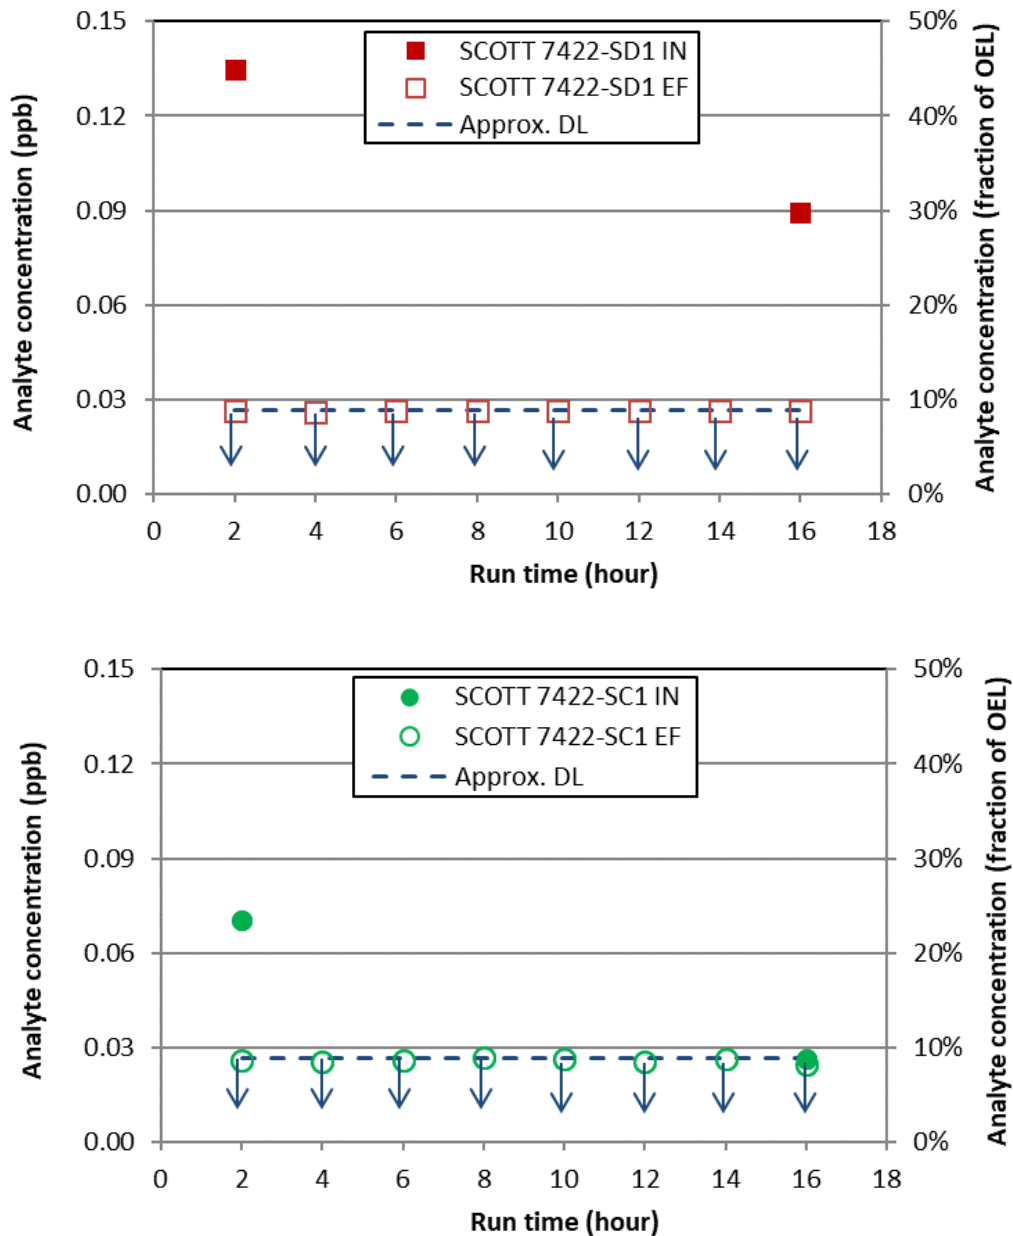 Analyte concentration (ppb)
0.15
0.12
0.09
0.06
0.03
0.00
SCOTT 7422-SD1 IN
SCOTT 7422-SD1 EF
Approx. DL
50%
40%
30%
20%
10%
0%
Analyte concentration (fraction of OEL)
0 2 4 6 8 10 12 14 16 18
Run time (hour)
Analyte concentration (ppb)
0.15
0.12
0.09
0.06
0.03
0.00
SCOTT 7422-SC1 IN
SCOTT 7422-SC1 EF
Approx. DL
50%
40%
30%
20%
10%
0%
Analyte concentration (fraction of OEL)
0 2 4 6 8 10 12 14 16 18
Run time (hour)